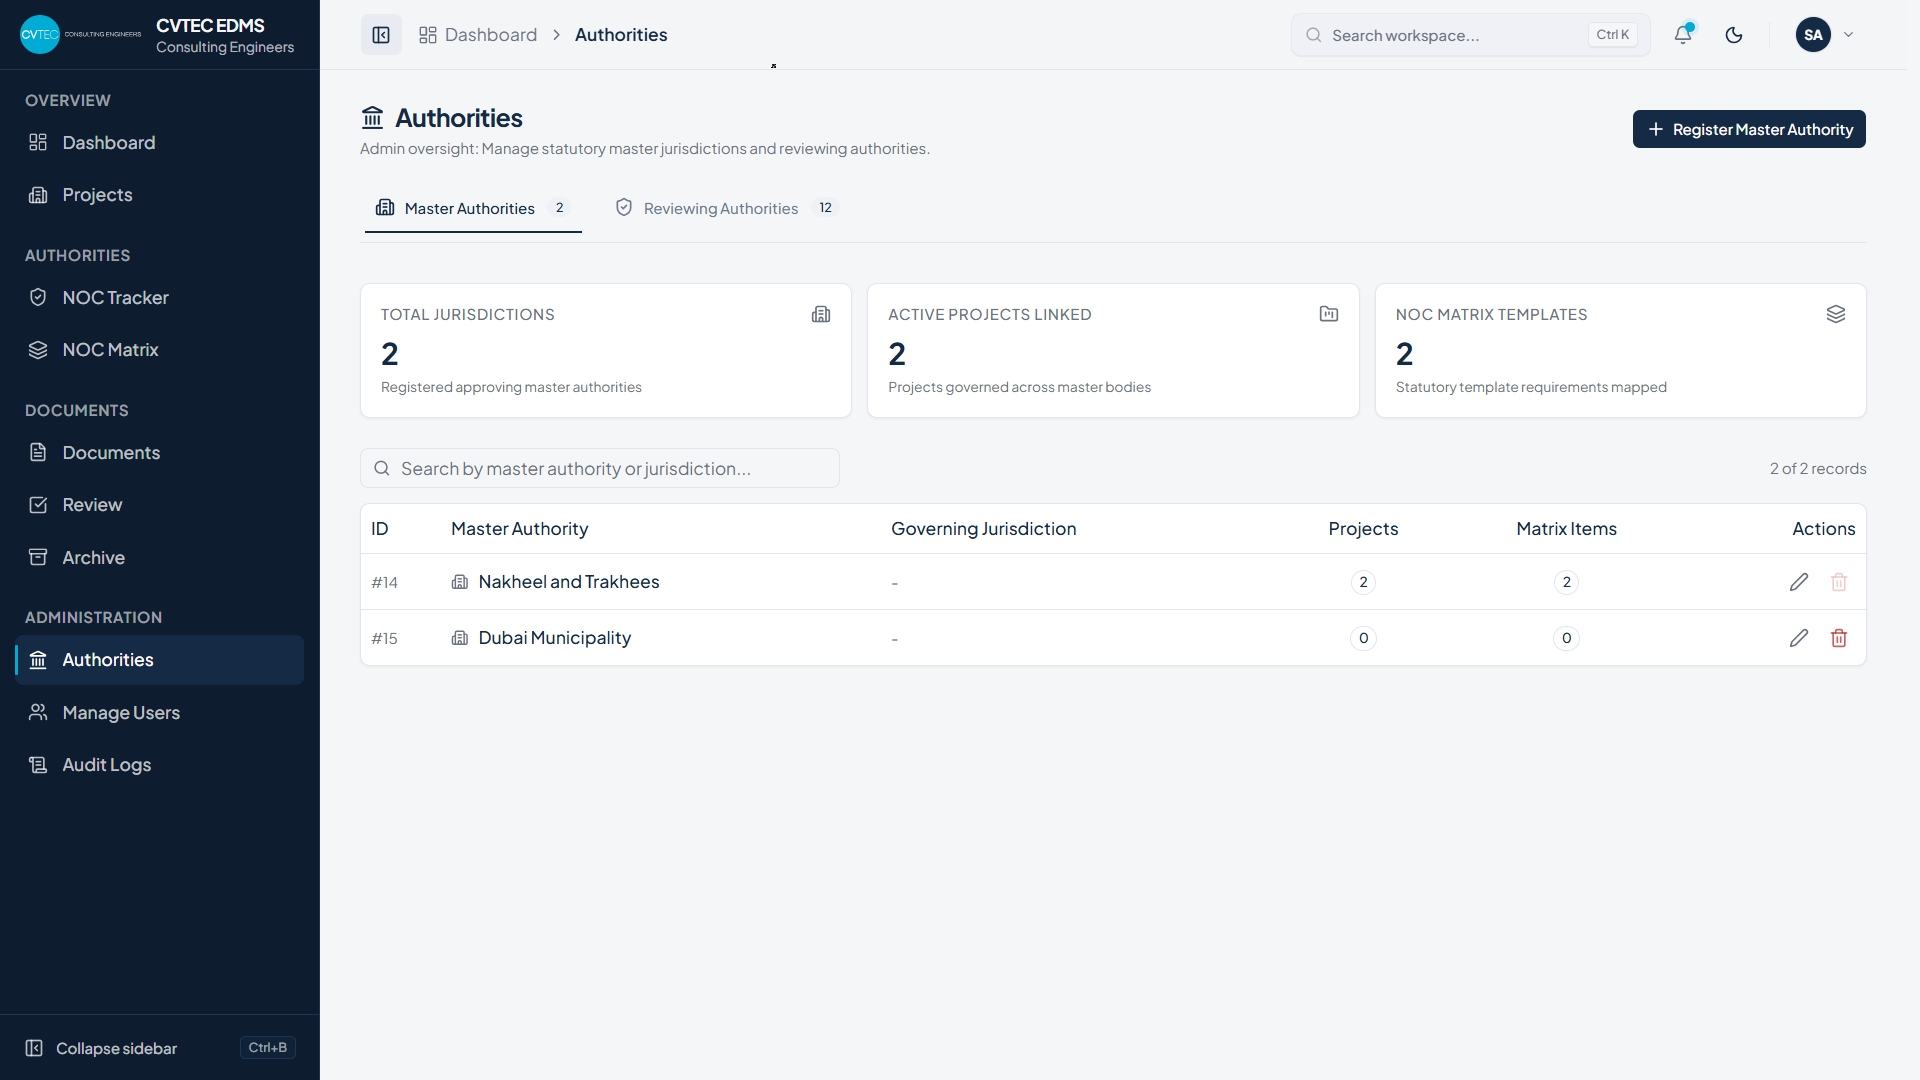 CVTEC CONSULTING ENGINEERS
CVTEC EDMS
Consulting Engineers
OVERVIEW
Dashboard
Projects
AUTHORITIES
NOC Tracker
NOC Matrix
DOCUMENTS
Documents
Review
Archive
ADMINISTRATION
Authorities
Manage Users
Audit Logs
Collapse sidebar Ctrl+B
Dashboard > Authorities
Search workspace... Ctrl K
SA
Authorities
Admin oversight: Manage statutory master jurisdictions and reviewing authorities.
+ Register Master Authority
Master Authorities 2 Reviewing Authorities 12
TOTAL JURISDICTIONS
2
Registered approving master authorities
ACTIVE PROJECTS LINKED
2
Projects governed across master bodies
NOC MATRIX TEMPLATES
2
Statutory template requirements mapped
Search by master authority or jurisdiction...
2 of 2 records
ID Master Authority Governing Jurisdiction Projects Matrix Items Actions
#14 Nakheel and Trakhees - 2 2
#15 Dubai Municipality - 0 0